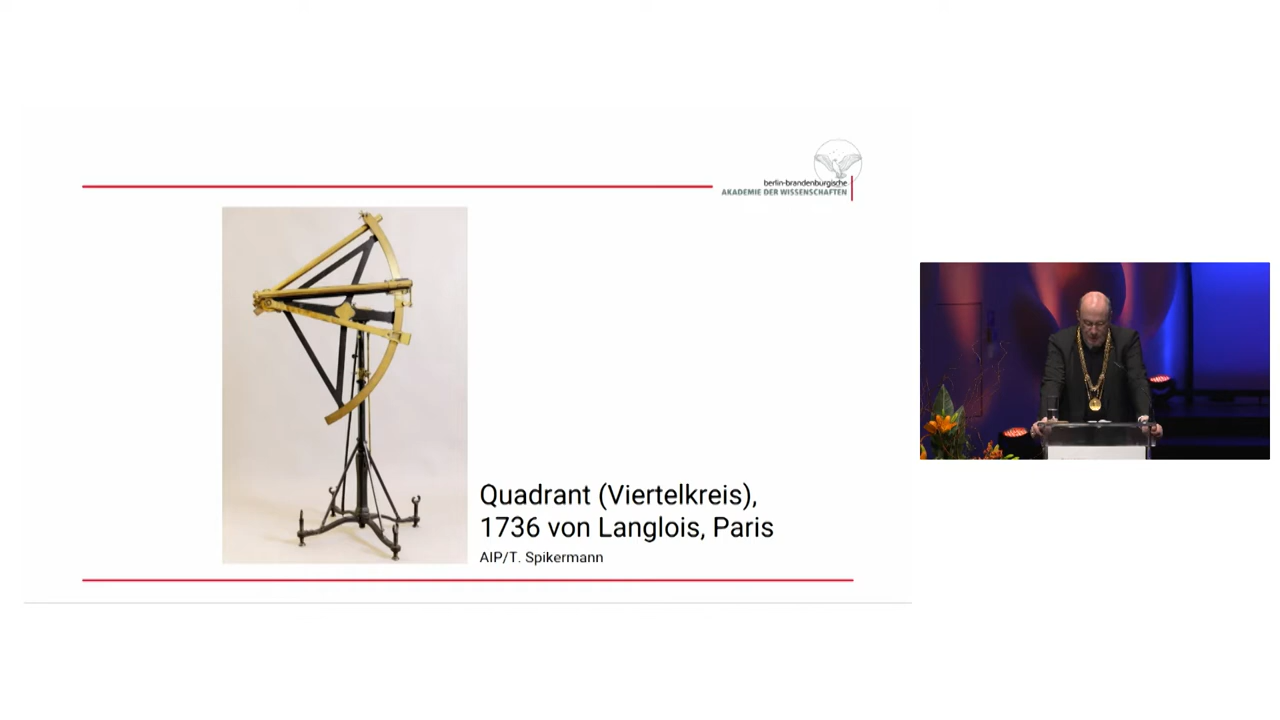 berlin-brandenburgische
AKADEMIE DER WISSENSCHAFTEN
Quadrant (Viertelkreis),
1736 von Langlois, Paris
AIP/T. Spikermann